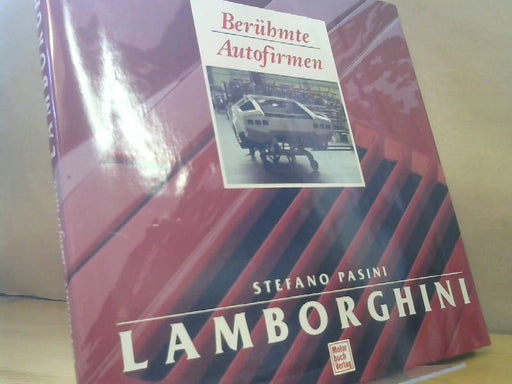 Berühmte
Autofirmen
STEFANO PASINI
LAMBORGHINI
Motor
buch
Verlag